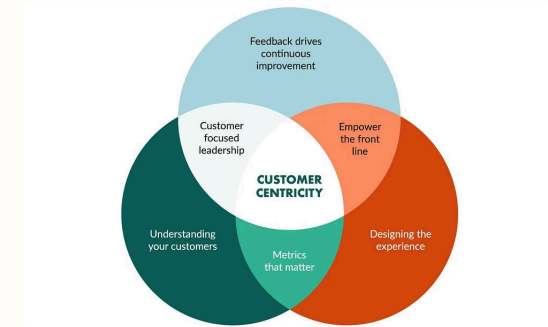 Feedback drives
continuous
improvement
Customer
focused
leadership
Empower
the front
line
CUSTOMER
CENTRICITY
Understanding
your customers
Designing the
experience
Metrics
that matter